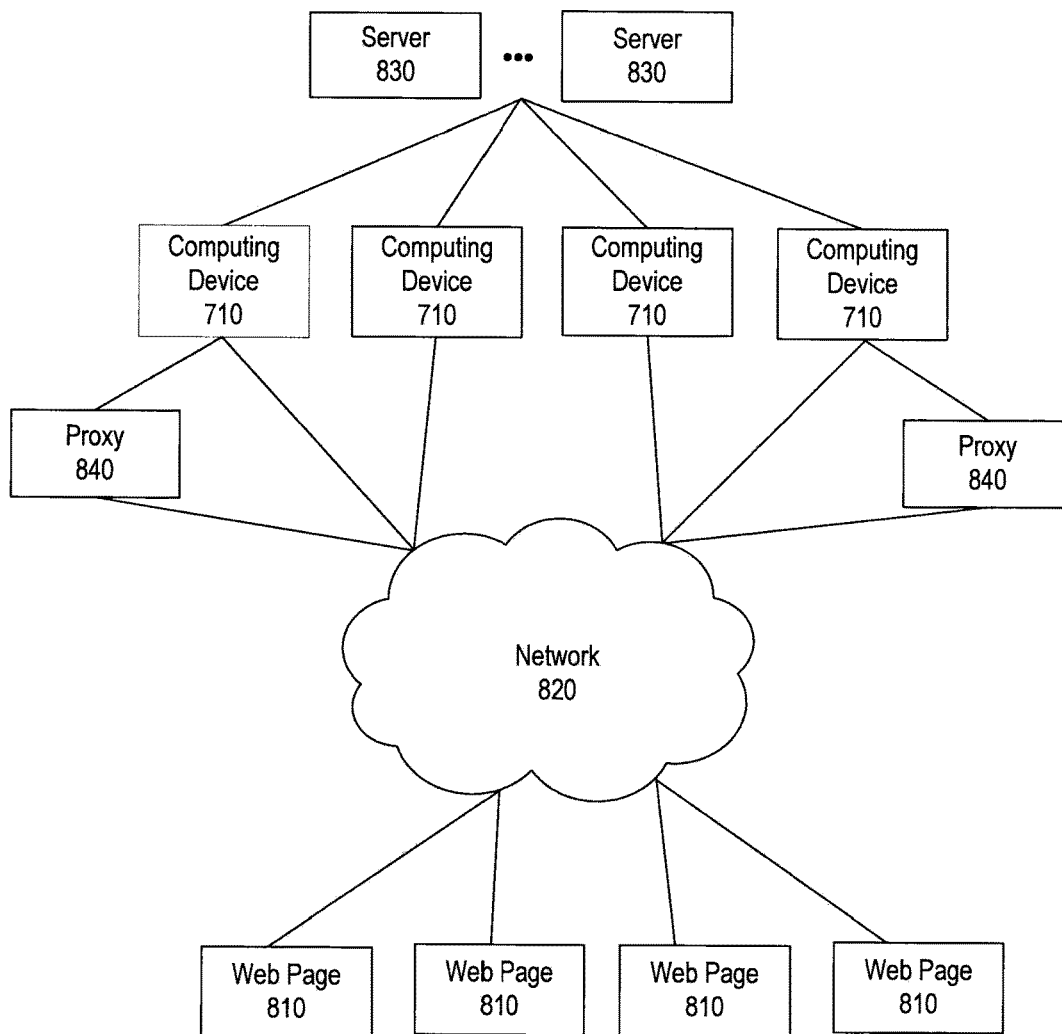 Server
830
•••
Server
830
Computing
Device
710
Computing
Device
710
Computing
Device
710
Computing
Device
710
Proxy
840
Proxy
840
Network
820
Web Page
810
Web Page
810
Web Page
810
Web Page
810